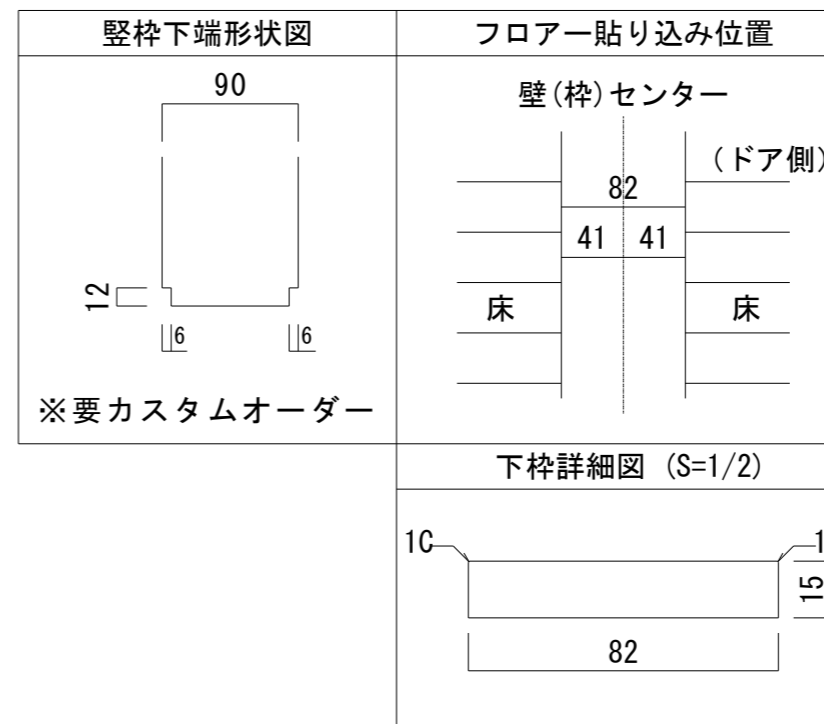 竪枠下端形状図
90
12
6
6
※要カスタムオーダー
フロアー貼り込み位置
壁(枠)センター
(ドア側)
82
41 41
床 床
下枠詳細図 (S=1/2)
1C
1
15
82